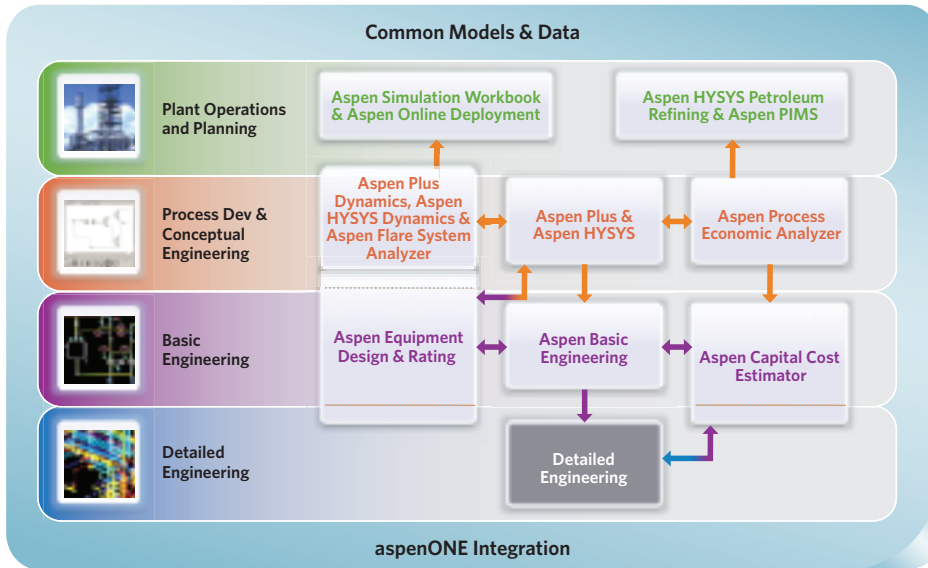 Common Models & Data
Plant Operations
and Planning
Aspen Simulation Workbook
& Aspen Online Deployment
Aspen HYSYS Petroleum
Refining & Aspen PIMS
Process Dev &
Conceptual
Engineering
Aspen Plus
Dynamics, Aspen
HYSYS Dynamics &
Aspen Flare System
Analyzer
Aspen Plus &
Aspen HYSYS
Aspen Process
Economic Analyzer
Basic
Engineering
Aspen Equipment
Design & Rating
Aspen Basic
Engineering
Aspen Capital Cost
Estimator
Detailed
Engineering
Detailed
Engineering
aspenONE Integration